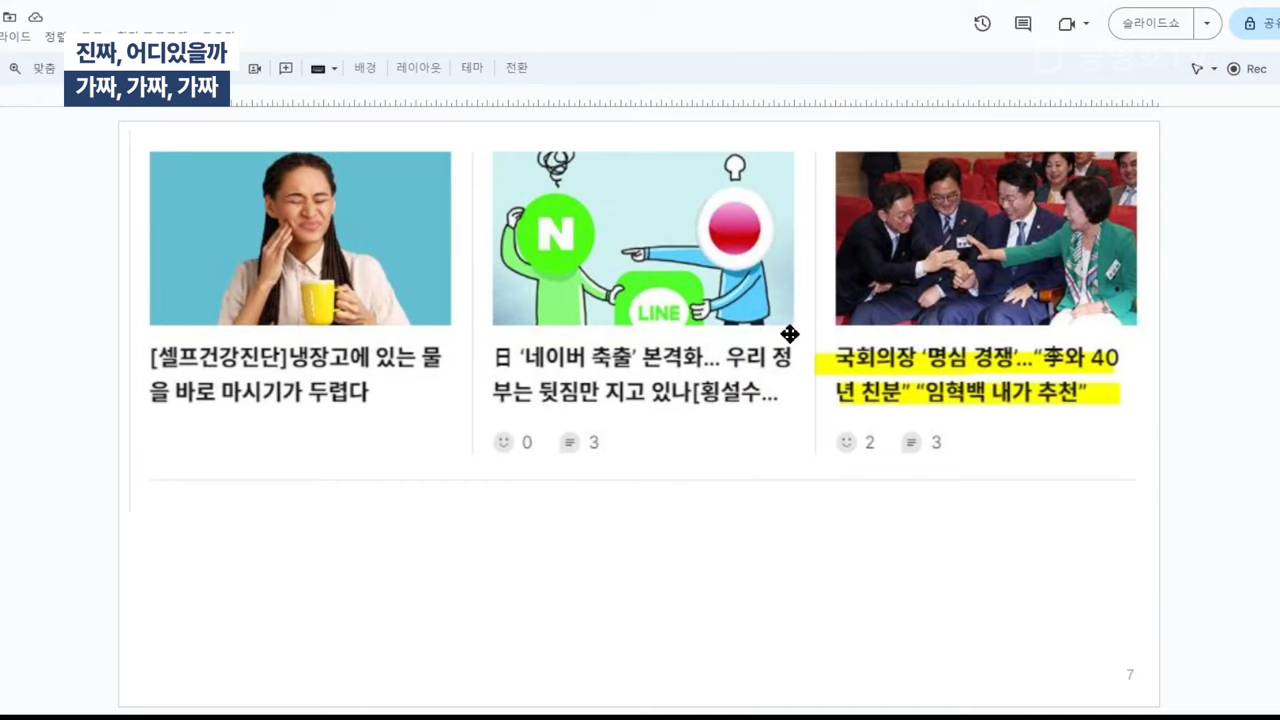 진짜, 어디있을까
가짜, 가짜, 가짜
라이드
정렬
슬라이드쇼
공유
맞춤
배경
레이아웃
테마
전환
Rec
N
LINE
[셀프건강진단]냉장고에 있는 물
을 바로 마시기가 두렵다
日 ‘네이버 축출’ 본격화... 우리 정
부는 뒷짐만 지고 있나[횡설수...
0
3
국회의장 ‘명심 경쟁’...“李와 40
년 친분” “임혁백 내가 추천”
2
3
7